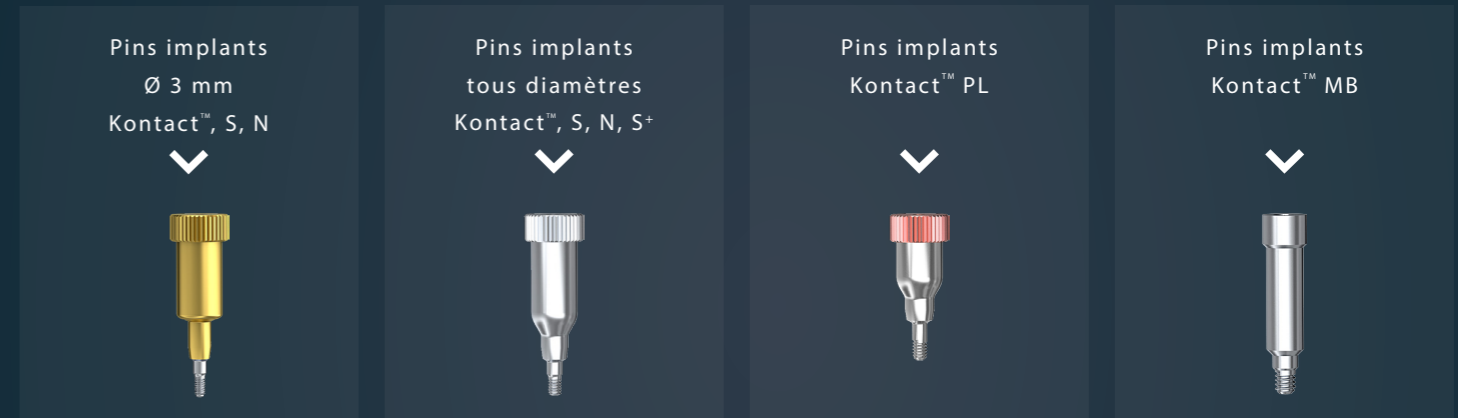 Pins implants
Ø 3 mm
Kontact™, S, N
Pins implants
tous diamètres
Kontact™, S, N, S⁺
Pins implants
Kontact™ PL
Pins implants
Kontact™ MB